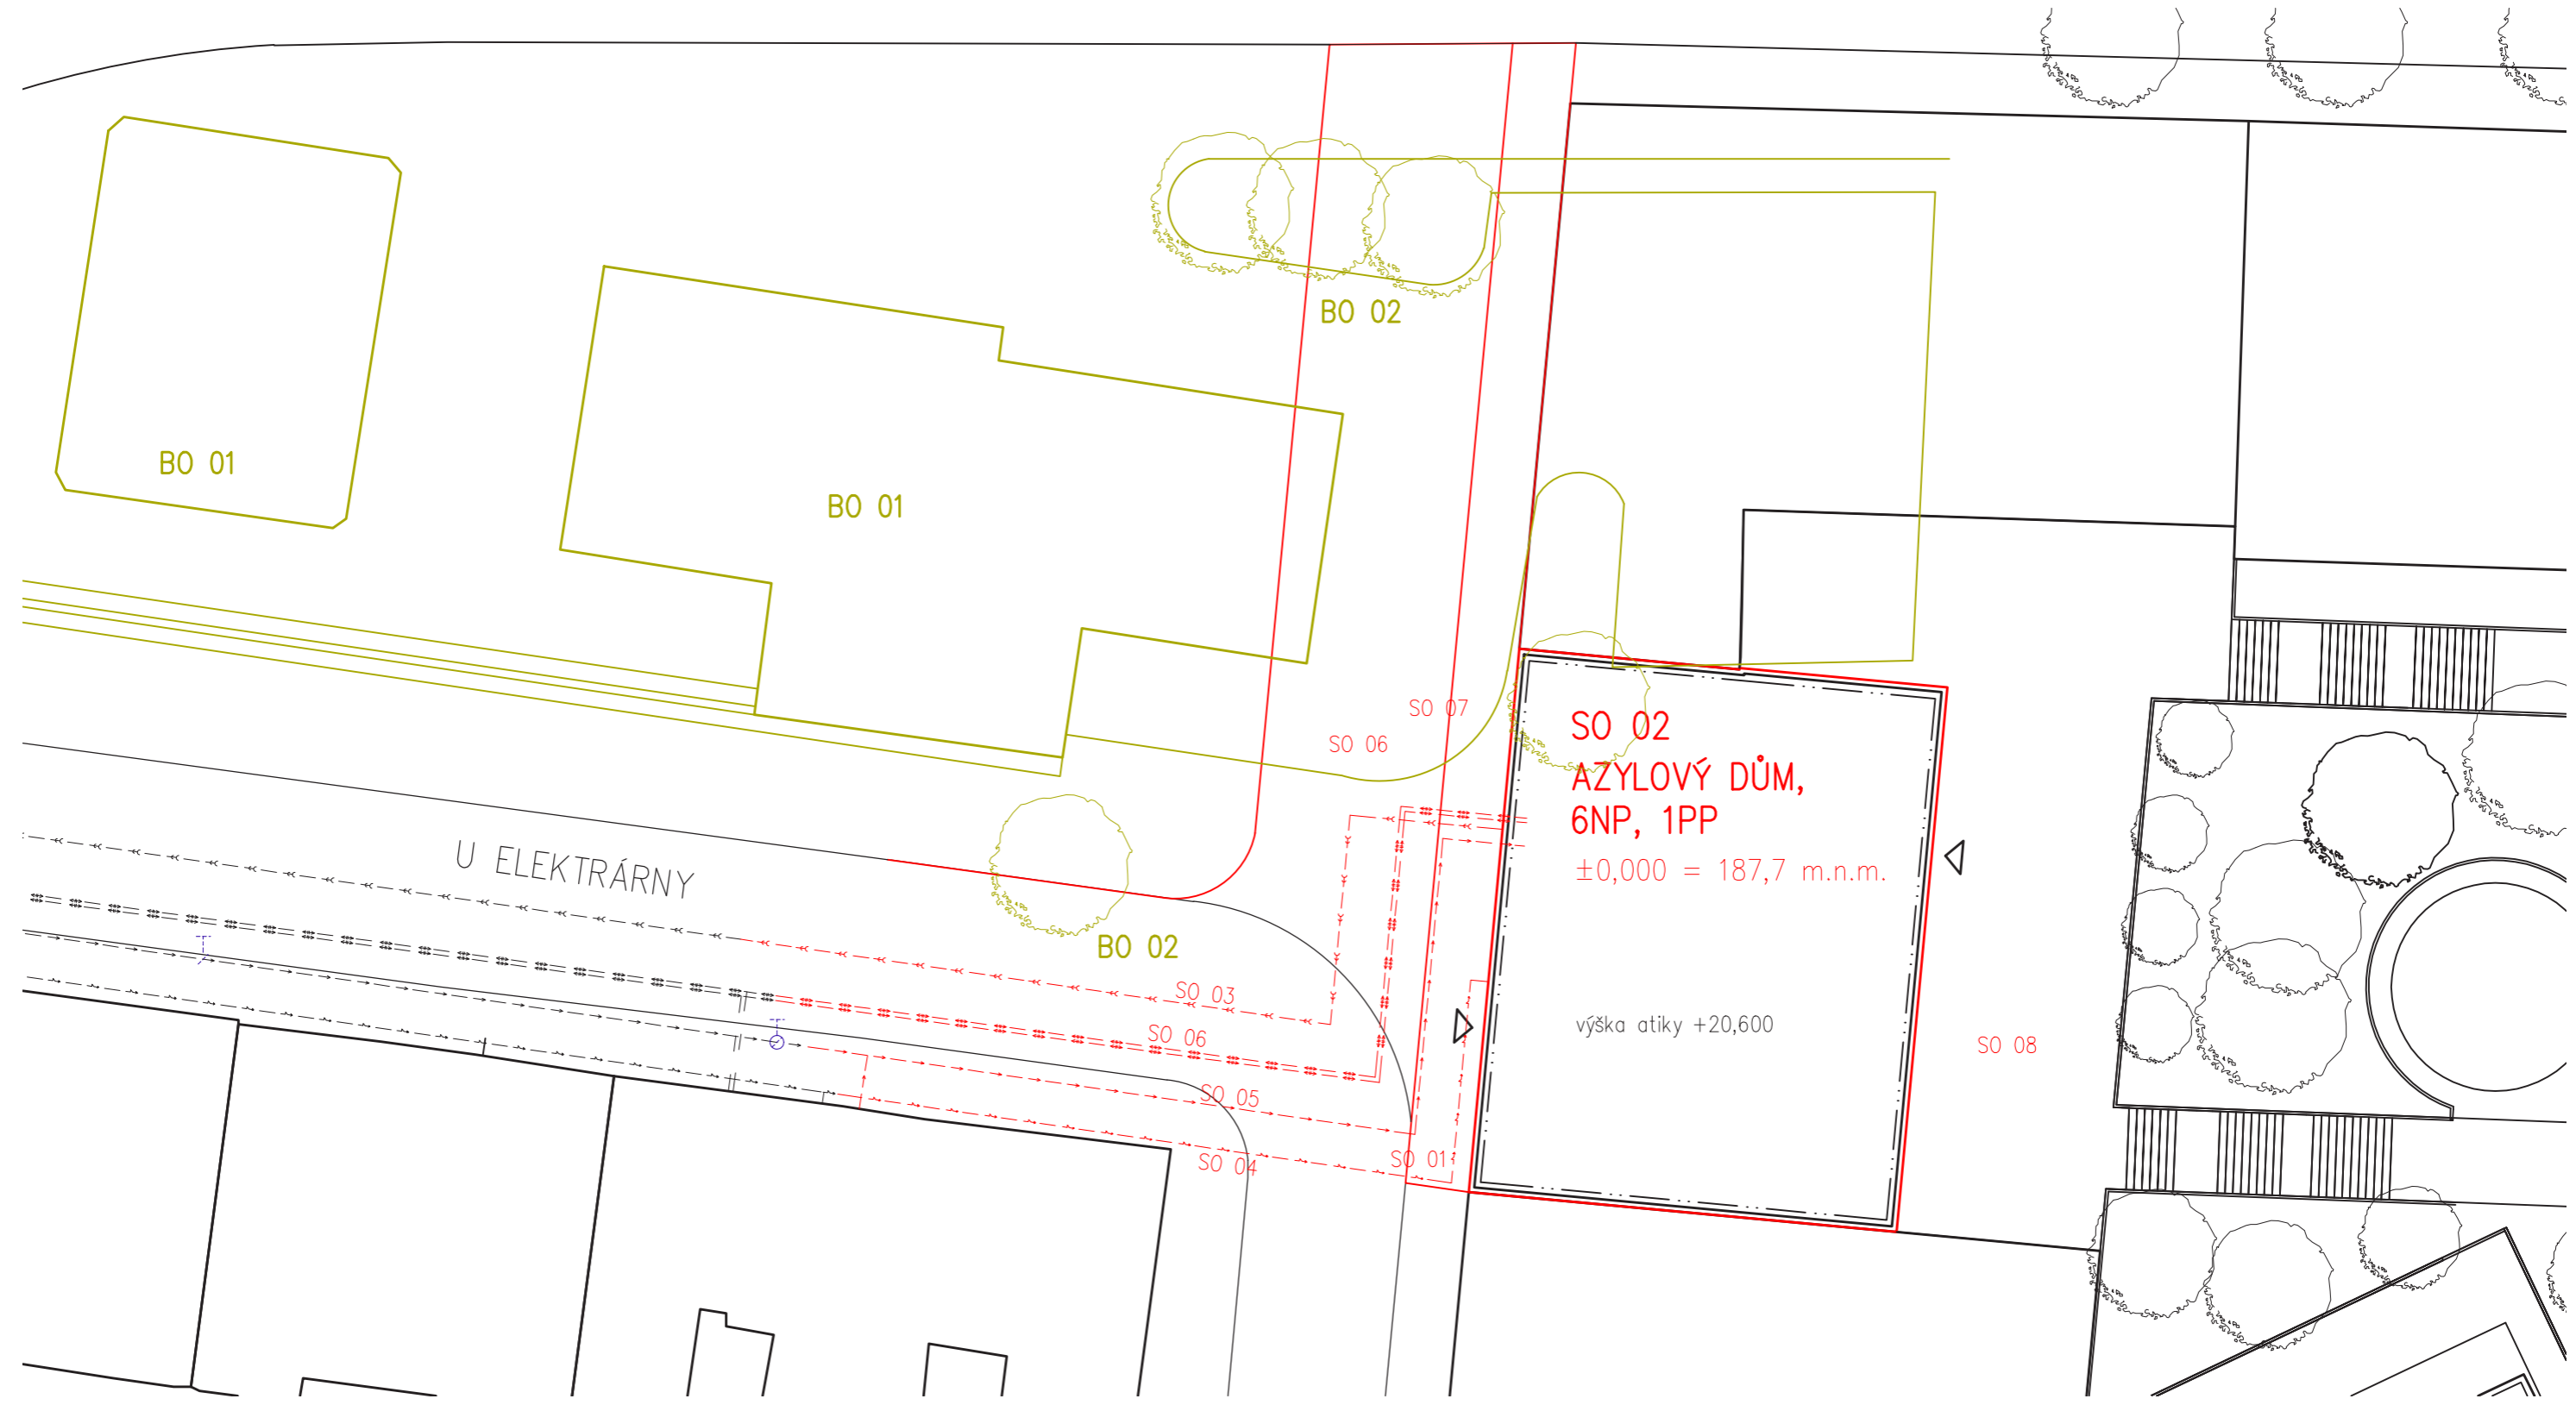 BO 02
BO 01
BO 01
SO 07
SO 06
SO 02
AZYLOVÝ DŮM,
6NP, 1PP
±0,000 = 187,7 m.n.m.
U ELEKTRÁRNY
BO 02
SO 03
SO 06
výška atiky +20,600
SO 08
SO 05
SO 04
SO 01